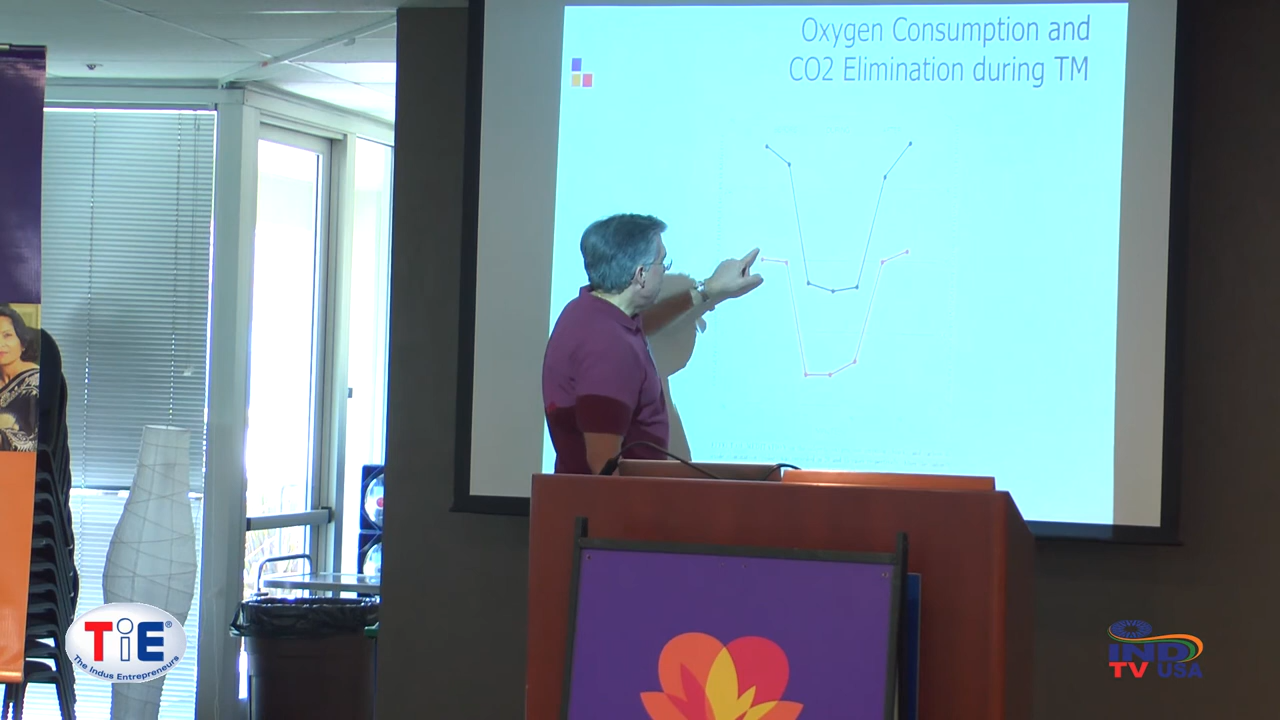 Oxygen Consumption and
CO2 Elimination during TM
TiE®
The Indus Entrepreneurs
IND
TV USA